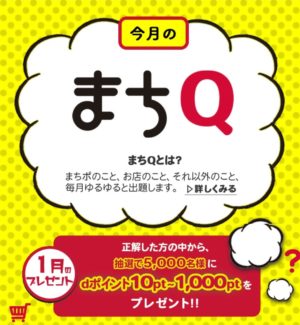 今月の
まちQ
まちQとは?
まちポのこと、お店のこと、それ以外のこと、
毎月ゆるゆると出題します。 ▷詳しくみる
1月の
プレゼント
正解した方の中から、
抽選で5,000名様に
dポイント10pt~1,000ptを
プレゼント!!
?